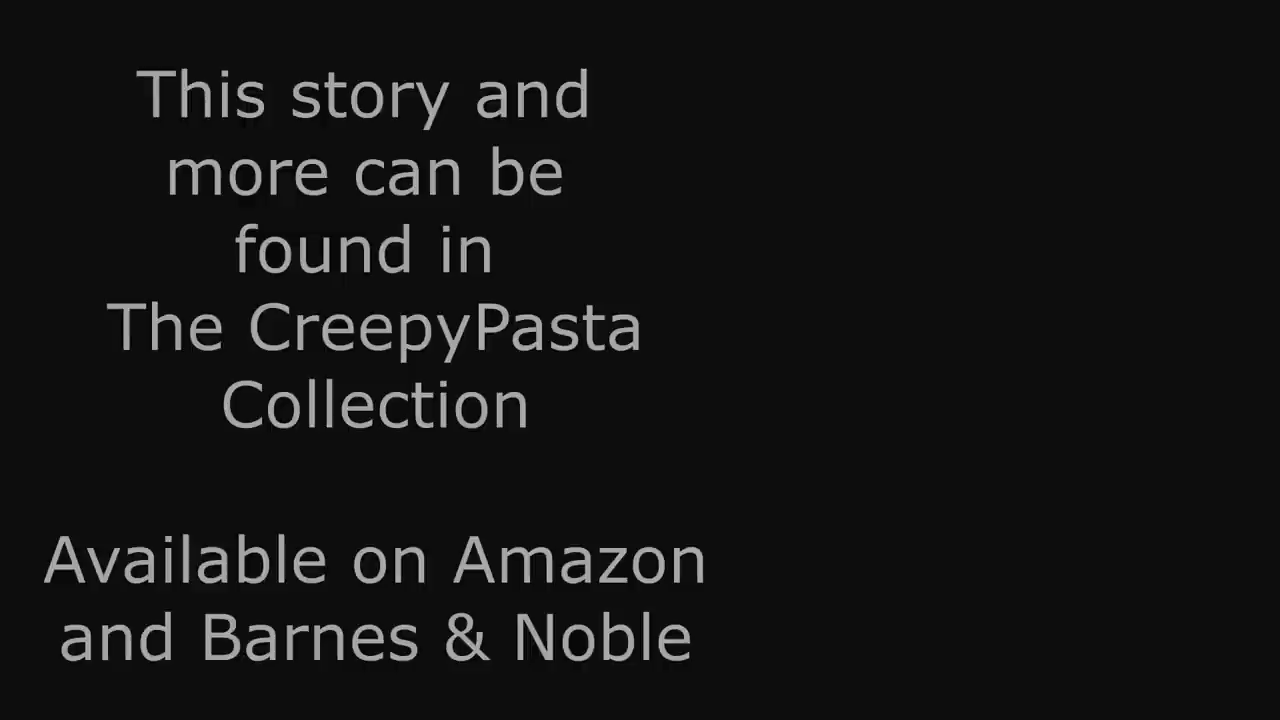 This story and
more can be
found in
The CreepyPasta
Collection
Available on Amazon
and Barnes & Noble